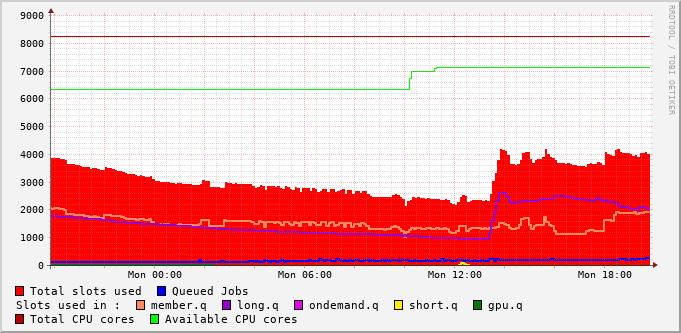 9000
8000
7000
6000
5000
4000
3000
2000
1000
0
Mon 00:00 Mon 06:00 Mon 12:00 Mon 18:00
Total slots used Queued Jobs
Slots used in : member.q long.q ondemand.q short.q gpu.q
Total CPU cores Available CPU cores
RRDTOOL / TOBI OETIKER